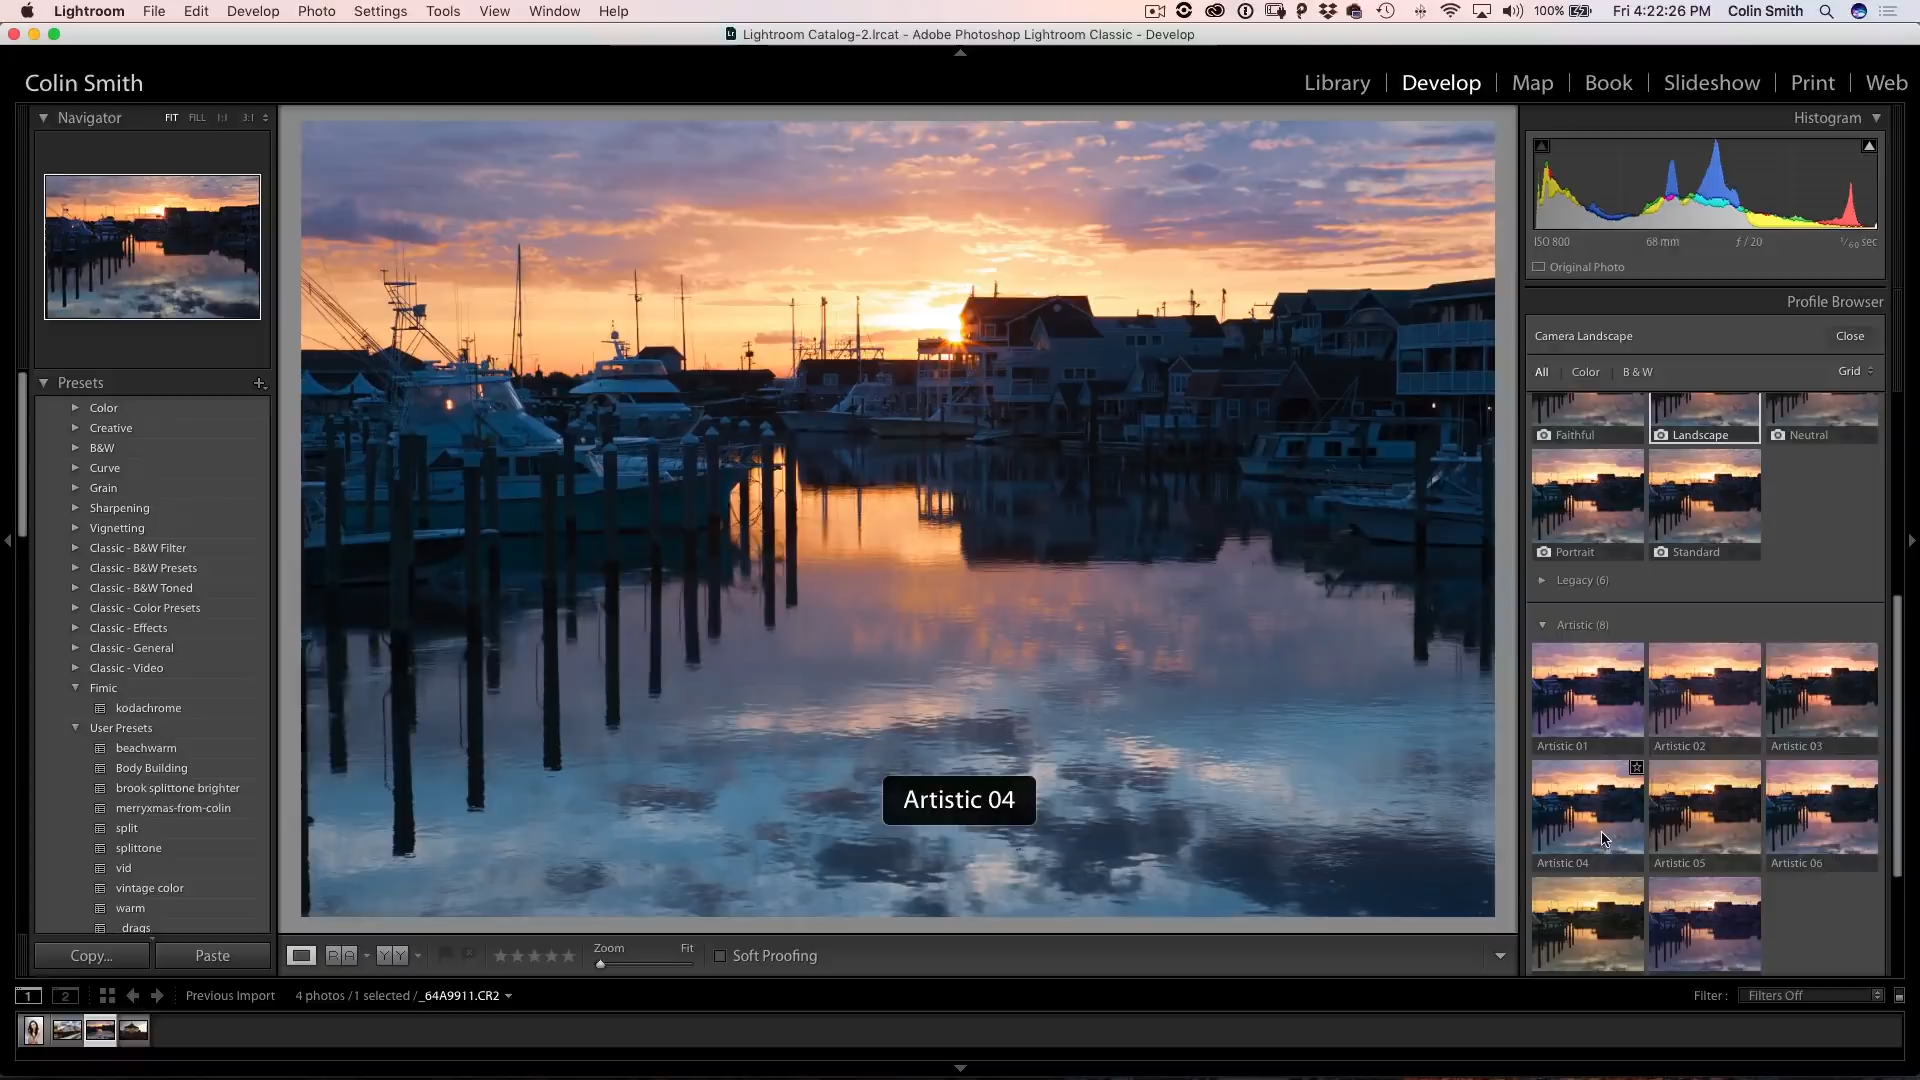 Lightroom File Edit Develop Photo Settings Tools View Window Help
100% Fri 4:22:26 PM Colin Smith
Lightroom Catalog-2.lrcat - Adobe Photoshop Lightroom Classic - Develop
Colin Smith
Library | Develop | Map | Book | Slideshow | Print | Web
Navigator FIT FILL 1:1 3:1
Presets
Color
Creative
B&W
Curve
Grain
Sharpening
Vignetting
Classic - B&W Filter
Classic - B&W Presets
Classic - B&W Toned
Classic - Color Presets
Classic - Effects
Classic - General
Classic - Video
Fimic
kodachrome
User Presets
beachwarm
Body Building
brook splittone brighter
merryxmas-from-colin
split
splittone
vid
vintage color
warm
_drags
Copy... Paste
Artistic 04
Zoom Fit
Soft Proofing
Histogram
ISO 800 68 mm ƒ / 20 1/60 sec
Original Photo
Profile Browser
Camera Landscape Close
All | Color | B & W Grid
Faithful Landscape Neutral
Portrait Standard
Legacy (6)
Artistic (8)
Artistic 01 Artistic 02 Artistic 03
Artistic 04 Artistic 05 Artistic 06
1 2 Previous Import 4 photos / 1 selected / _64A9911.CR2
Filter : Filters Off